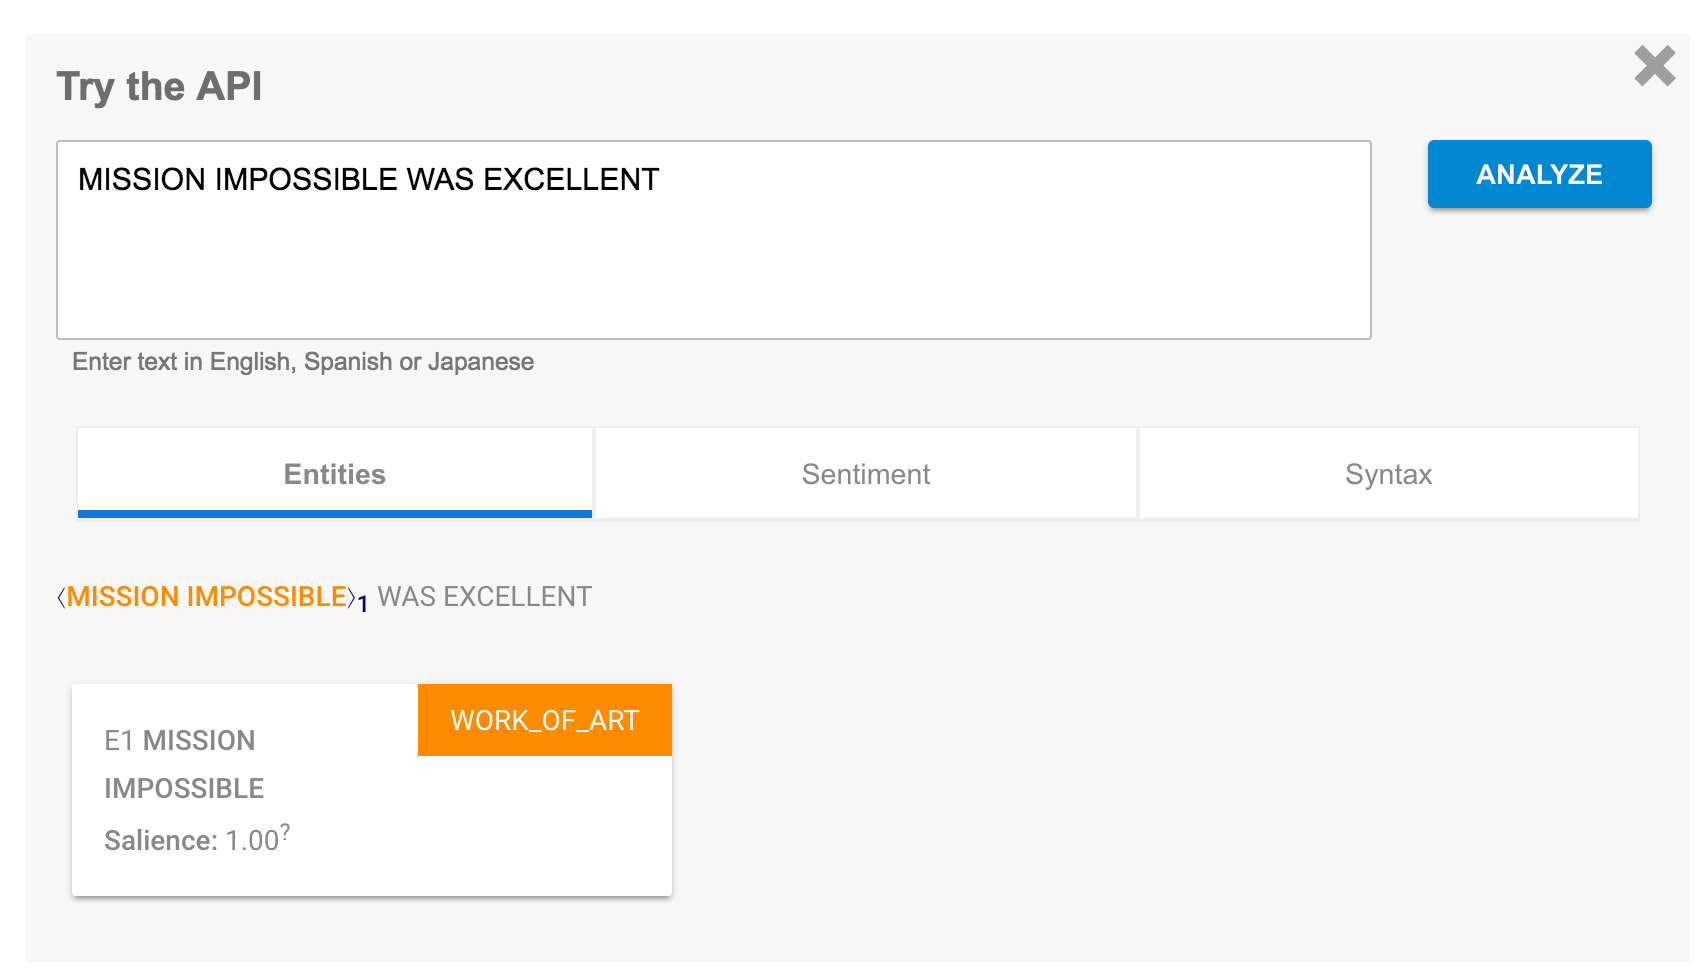 Try the API
MISSION IMPOSSIBLE WAS EXCELLENT
ANALYZE
Enter text in English, Spanish or Japanese
Entities
Sentiment
Syntax
⟨MISSION IMPOSSIBLE⟩1 WAS EXCELLENT
E1 MISSION
IMPOSSIBLE
WORK_OF_ART
Salience: 1.00?